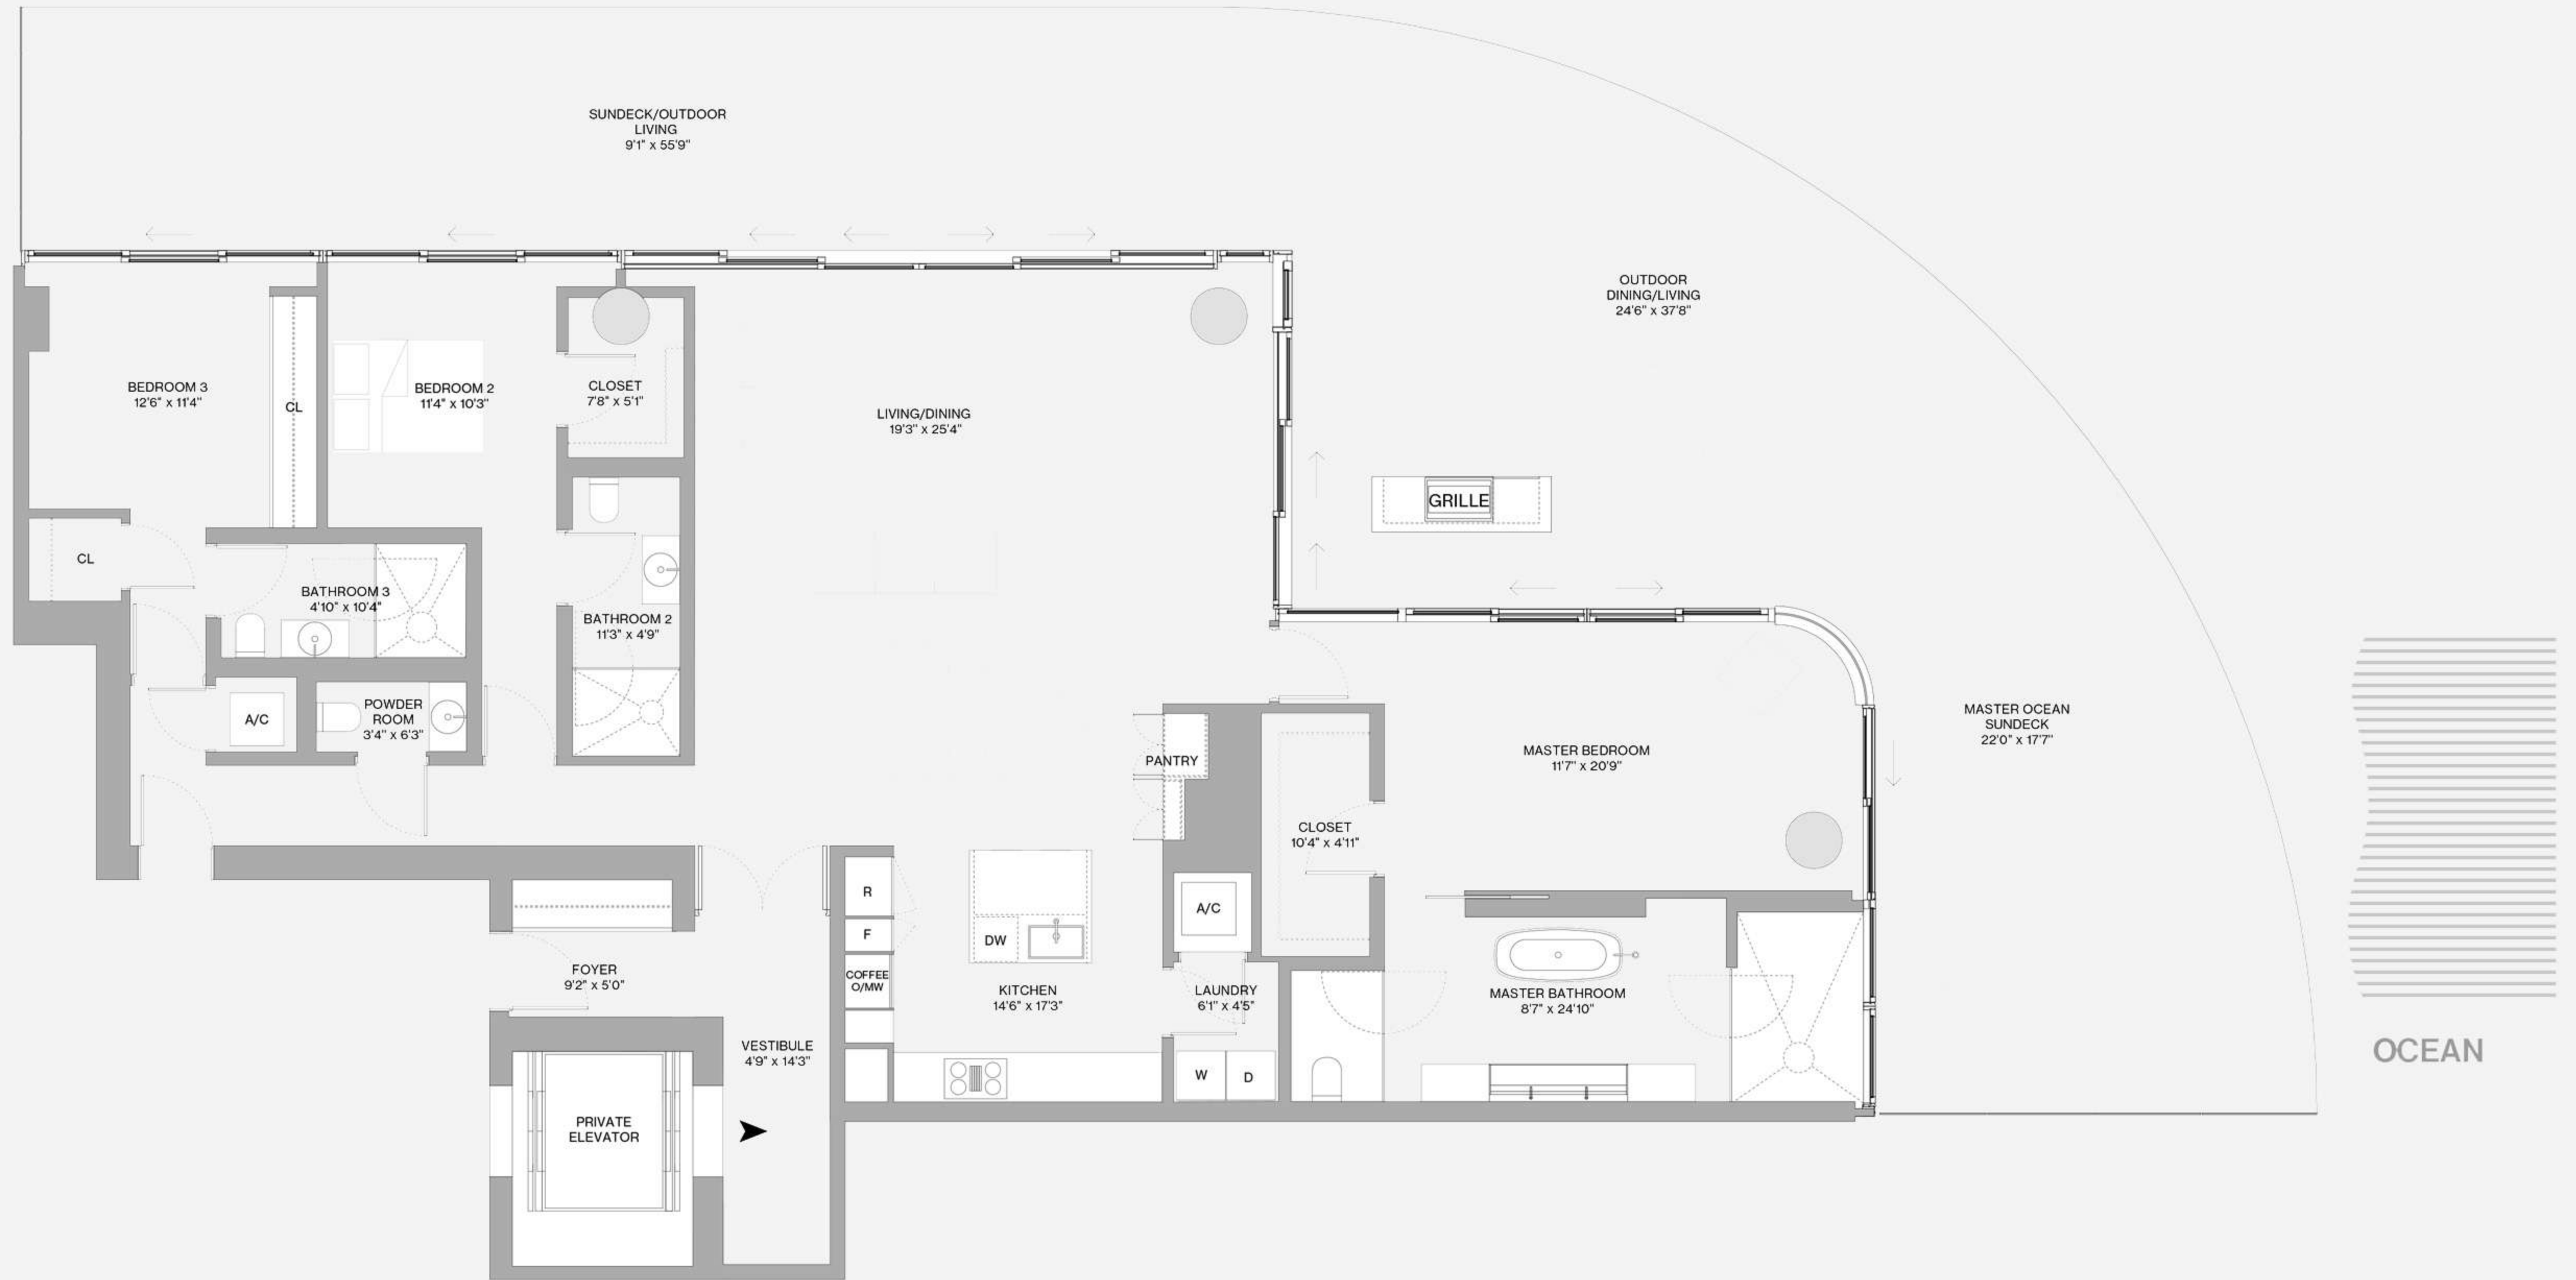 SUNDECK/OUTDOOR
LIVING
9'1" x 55'9"
OUTDOOR
DINING/LIVING
24'6" x 37'8"
BEDROOM 3
12'6" x 11'4"
CL
BEDROOM 2
11'4" x 10'3"
CLOSET
7'8" x 5'1"
LIVING/DINING
19'3" x 25'4"
GRILLE
CL
BATHROOM 3
4'10" x 10'4"
BATHROOM 2
11'3" x 4'9"
A/C
POWDER
ROOM
3'4" x 6'3"
PANTRY
MASTER BEDROOM
11'7" x 20'9"
MASTER OCEAN
SUNDECK
22'0" x 17'7"
CLOSET
10'4" x 4'11"
R
F
COFFEE
O/MW
DW
A/C
KITCHEN
14'6" x 17'3"
LAUNDRY
6'1" x 4'5"
MASTER BATHROOM
8'7" x 24'10"
FOYER
9'2" x 5'0"
VESTIBULE
4'9" x 14'3"
W
D
PRIVATE
ELEVATOR
OCEAN